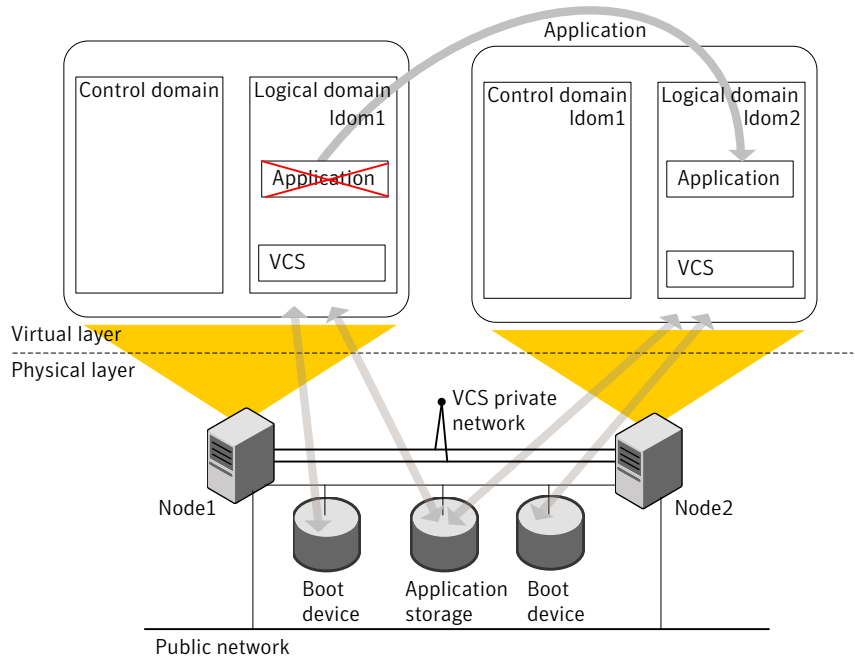 Application
Control domain
Logical domain
ldom1
Application
VCS
Control domain
ldom1
Logical domain
ldom2
Application
VCS
Virtual layer
Physical layer
VCS private
network
Node1
Node2
Boot
device
Application
storage
Boot
device
Public network